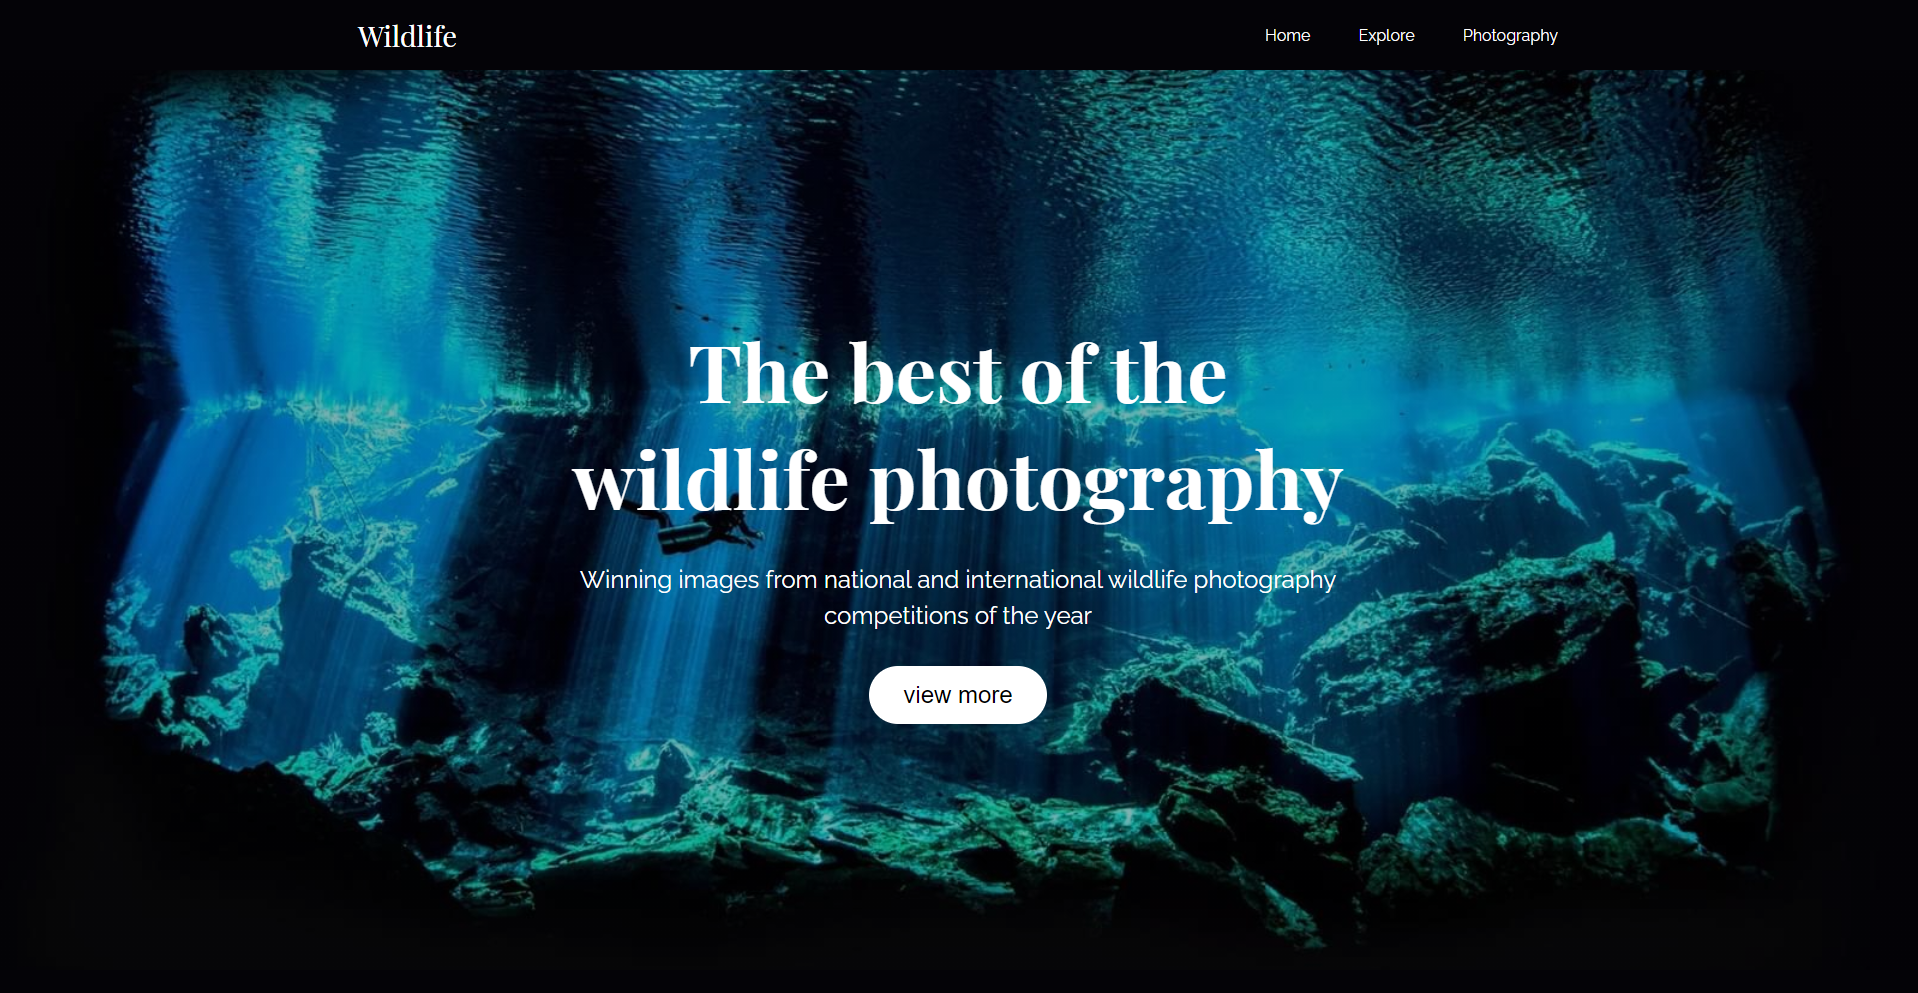 Wildlife
Home Explore Photography
The best of the
wildlife photography
Winning images from national and international wildlife photography
competitions of the year
view more